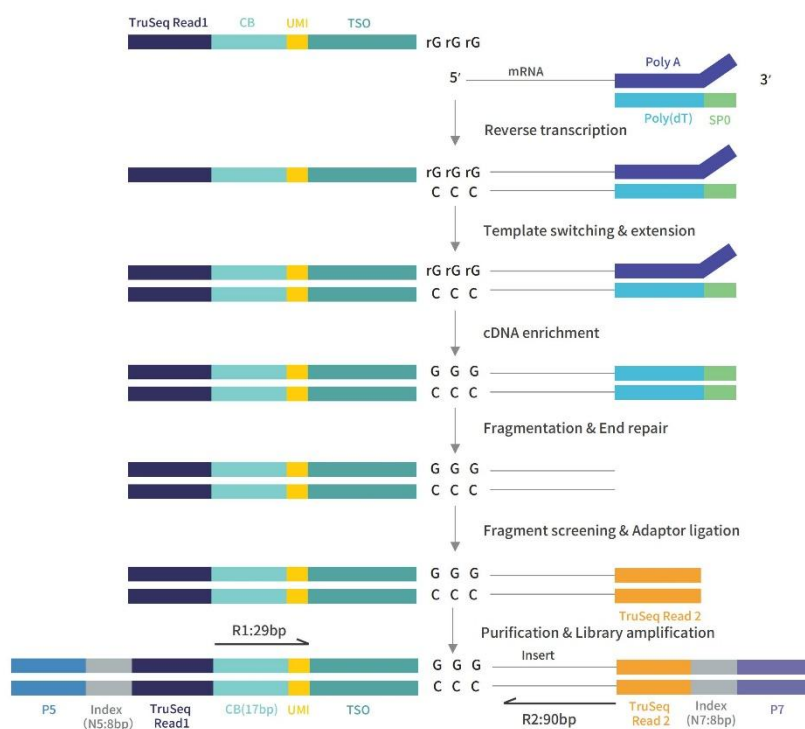 TruSeq Read1 CB UMI TSO
rG rG rG
5′ mRNA Poly A 3′
Poly(dT) SP0
Reverse transcription
rG rG rG
C C C
Template switching & extension
rG rG rG
C C C
cDNA enrichment
G G G
C C C
Fragmentation & End repair
G G G
C C C
Fragment screening & Adaptor ligation
G G G
C C C
TruSeq Read 2
R1:29bp
Purification & Library amplification
Insert
G G G
C C C
P5 Index (N5:8bp) TruSeq Read1 CB(17bp) UMI TSO
R2:90bp
TruSeq Read 2 Index (N7:8bp) P7